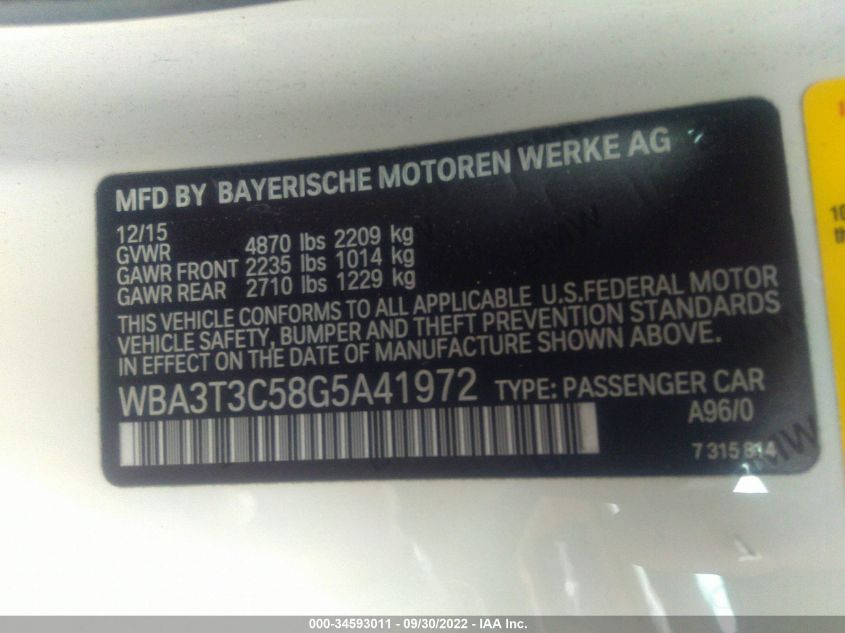 MFD BY BAYERISCHE MOTOREN WERKE AG
12/15
GVWR 4870 lbs 2209 kg
GAWR FRONT 2235 lbs 1014 kg
GAWR REAR 2710 lbs 1229 kg
THIS VEHICLE CONFORMS TO ALL APPLICABLE U.S.FEDERAL MOTOR
VEHICLE SAFETY, BUMPER AND THEFT PREVENTION STANDARDS
IN EFFECT ON THE DATE OF MANUFACTURE SHOWN ABOVE.
WBA3T3C58G5A41972 TYPE: PASSENGER CAR
A96/0
7 315 814
BMW
10
000-34593011 - 09/30/2022 - IAA Inc.